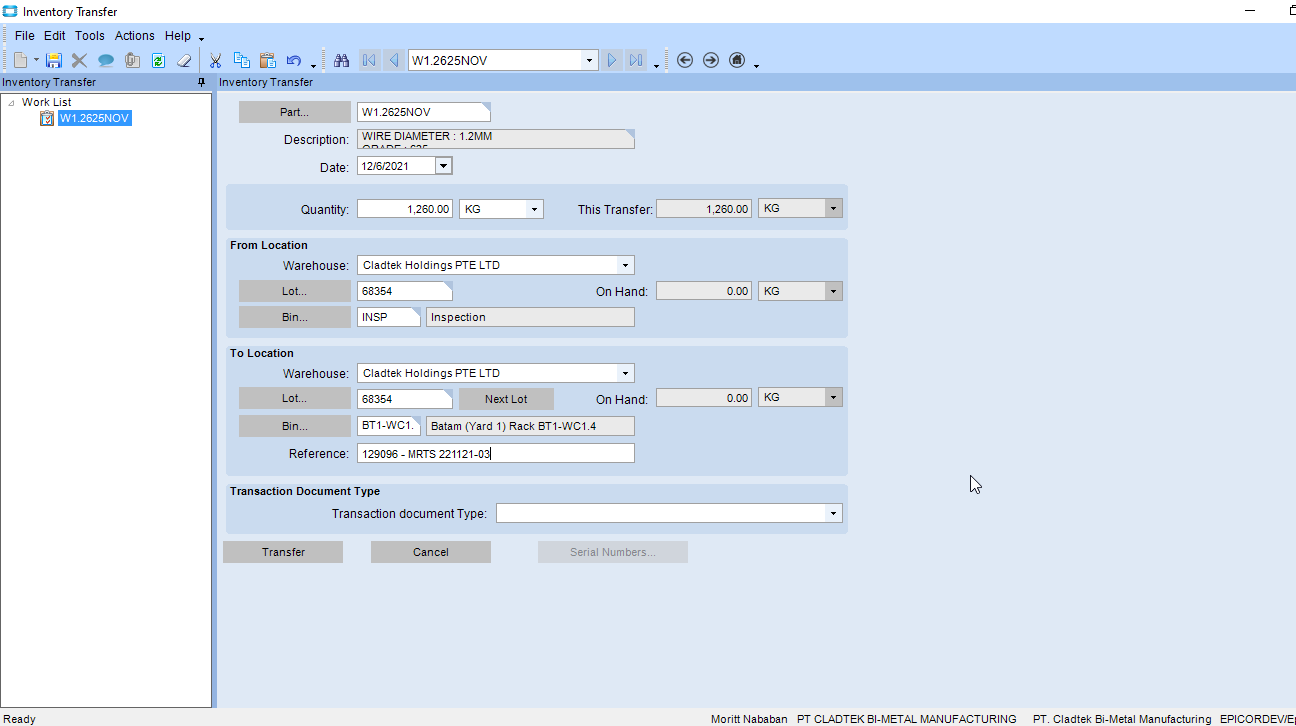 Inventory Transfer
File Edit Tools Actions Help
W1.2625NOV
Inventory Transfer
Inventory Transfer
Work List
W1.2625NOV
Part... W1.2625NOV
Description: WIRE DIAMETER : 1.2MM
Date: 12/6/2021
Quantity: 1,260.00 KG This Transfer: 1,260.00 KG
From Location
Warehouse: Cladtek Holdings PTE LTD
Lot... 68354 On Hand: 0.00 KG
Bin... INSP Inspection
To Location
Warehouse: Cladtek Holdings PTE LTD
Lot... 68354 Next Lot On Hand: 0.00 KG
Bin... BT1-WC1. Batam (Yard 1) Rack BT1-WC1.4
Reference: 129096 - MRTS 221121-03
Transaction Document Type
Transaction document Type:
Transfer Cancel Serial Numbers...
Ready Moritt Nababan PT CLADTEK BI-METAL MANUFACTURING PT. Cladtek Bi-Metal Manufacturing EPICORDEV/Ep